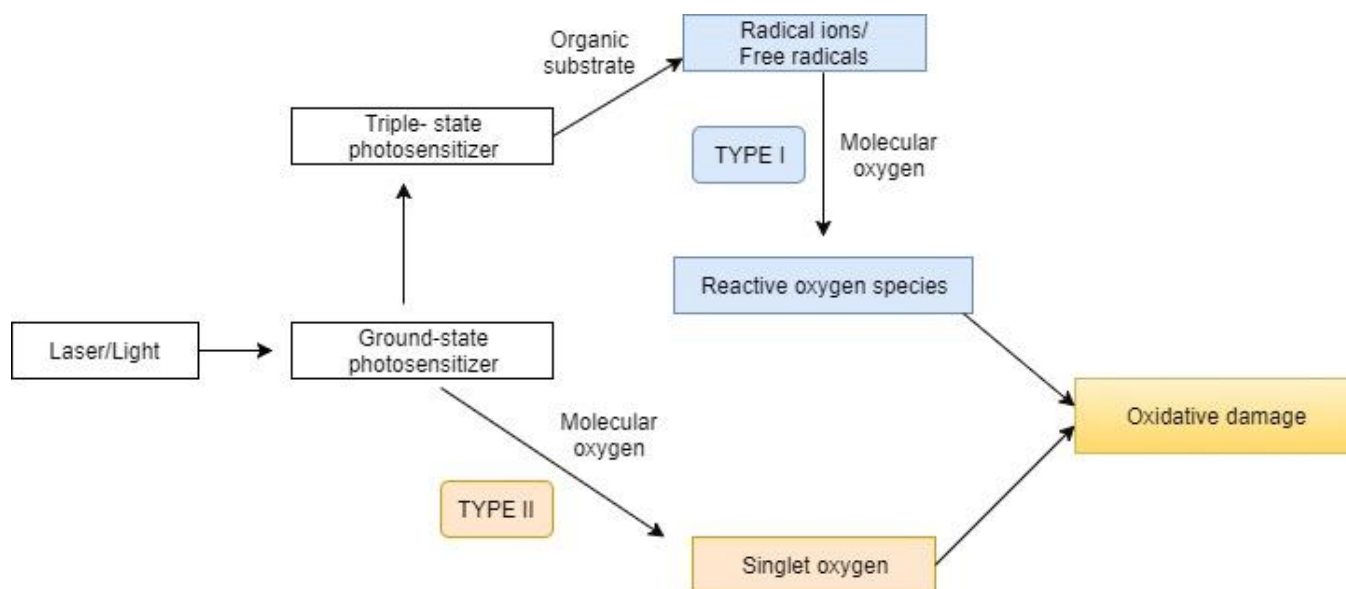 Radical ions/
Free radicals
Organic
substrate
Triple- state
photosensitizer
TYPE I
Molecular
oxygen
Reactive oxygen species
Laser/Light
Ground-state
photosensitizer
Molecular
oxygen
Oxidative damage
TYPE II
Singlet oxygen